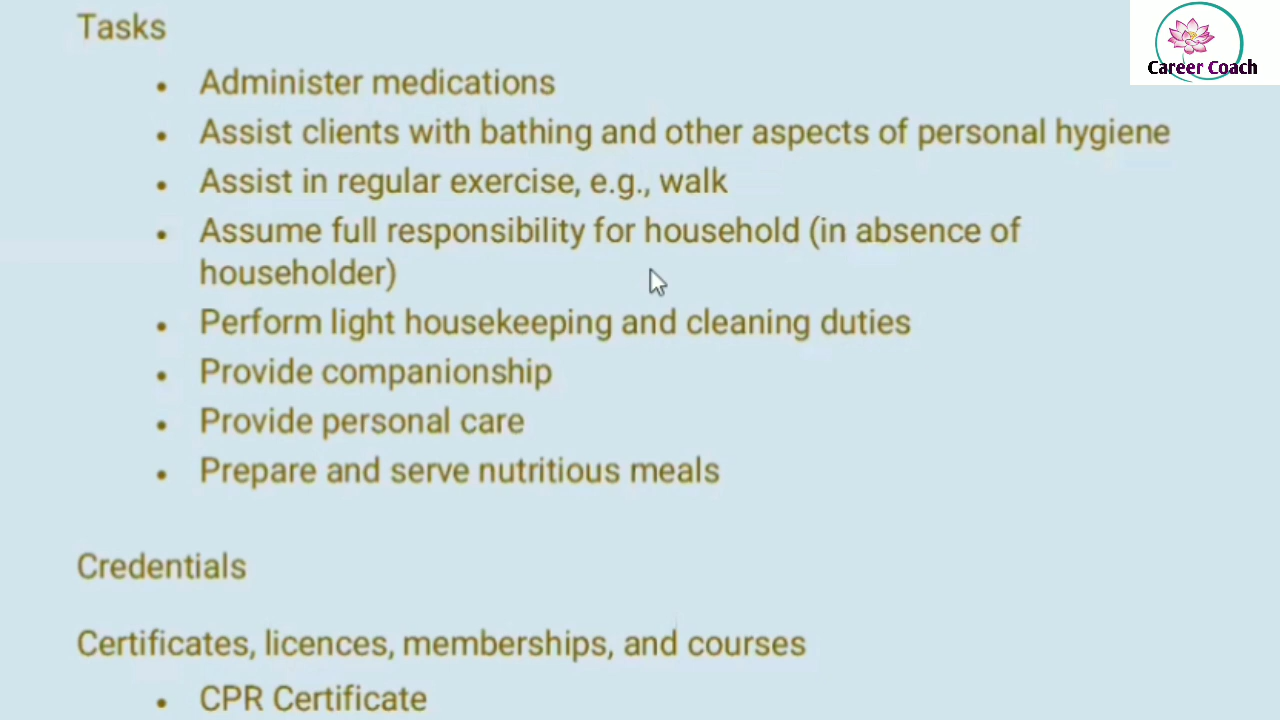 Tasks
Career Coach
• Administer medications
• Assist clients with bathing and other aspects of personal hygiene
• Assist in regular exercise, e.g., walk
• Assume full responsibility for household (in absence of
householder)
• Perform light housekeeping and cleaning duties
• Provide companionship
• Provide personal care
• Prepare and serve nutritious meals
Credentials
Certificates, licences, memberships, and courses
• CPR Certificate